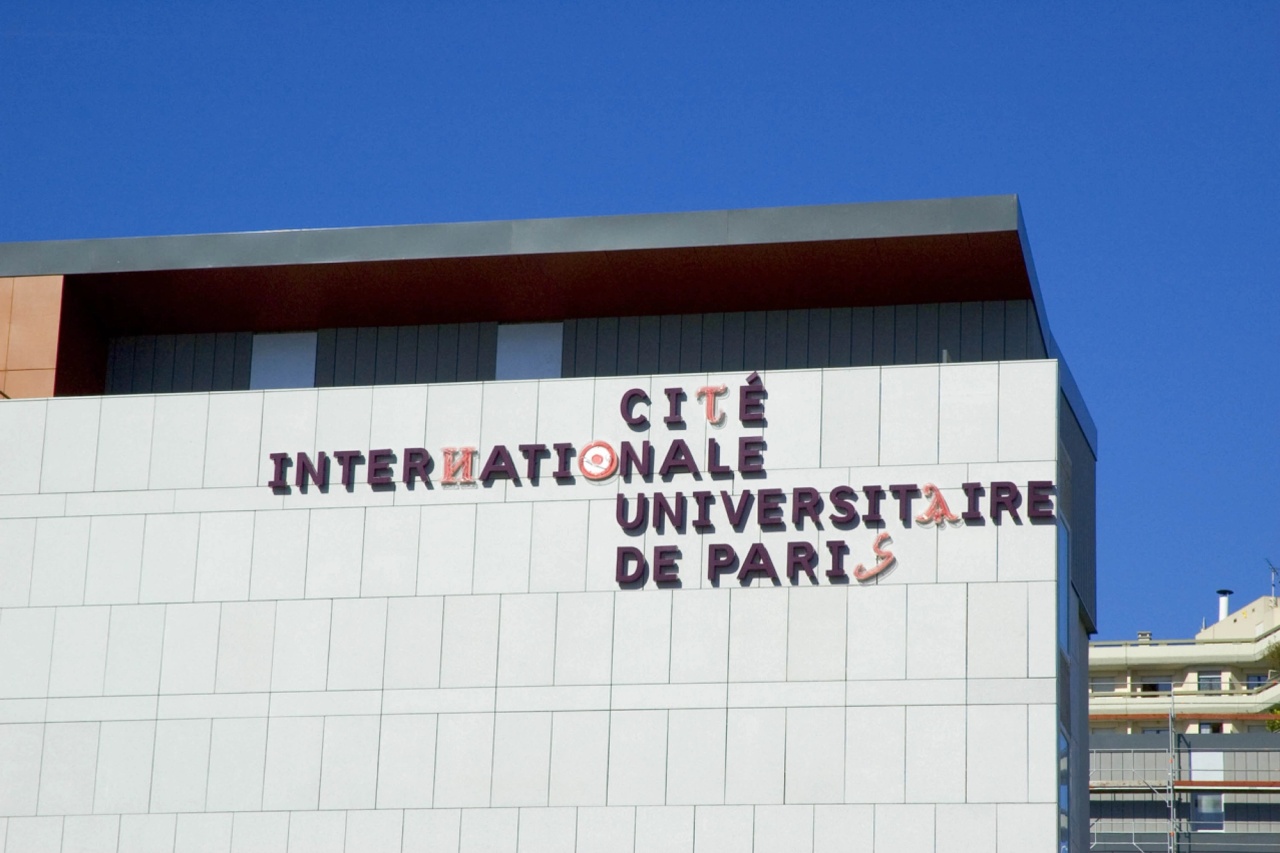 CITÉ
INTERNATIONALE
UNIVERSITAIRE
DE PARIS